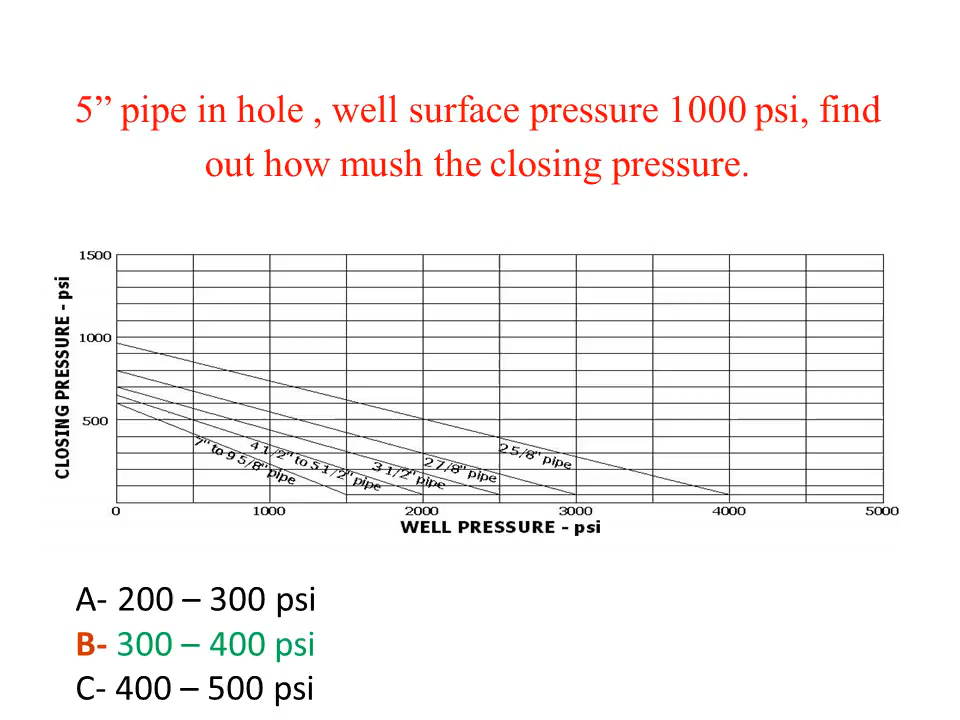 5” pipe in hole , well surface pressure 1000 psi, find
out how mush the closing pressure.
1500
1000
500
CLOSING PRESSURE - psi
7" to 9 5/8" pipe
4 1/2" to 5 1/2" pipe
3 1/2" pipe
2 7/8" pipe
2 5/8" pipe
0 1000 2000 3000 4000 5000
WELL PRESSURE - psi
A- 200 – 300 psi
B- 300 – 400 psi
C- 400 – 500 psi